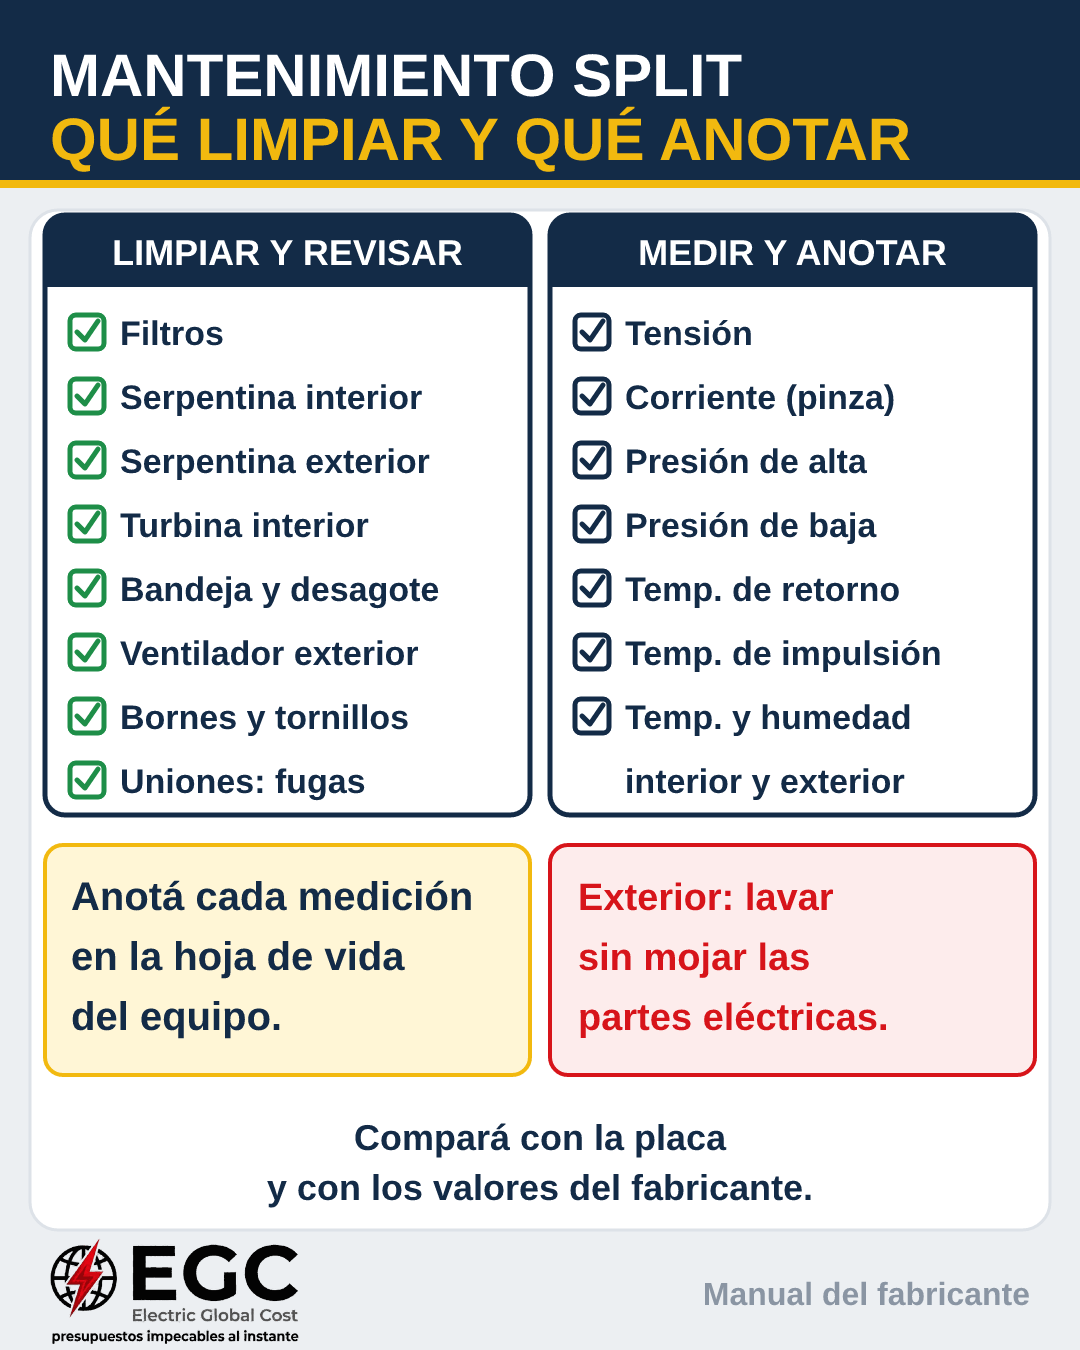 MANTENIMIENTO SPLIT
QUÉ LIMPIAR Y QUÉ ANOTAR
LIMPIAR Y REVISAR
Filtros
Serpentina interior
Serpentina exterior
Turbina interior
Bandeja y desagote
Ventilador exterior
Bornes y tornillos
Uniones: fugas
MEDIR Y ANOTAR
Tensión
Corriente (pinza)
Presión de alta
Presión de baja
Temp. de retorno
Temp. de impulsión
Temp. y humedad
interior y exterior
Anotá cada medición
en la hoja de vida
del equipo.
Exterior: lavar
sin mojar las
partes eléctricas.
Compará con la placa
y con los valores del fabricante.
EGC
Electric Global Cost
presupuestos impecables al instante
Manual del fabricante